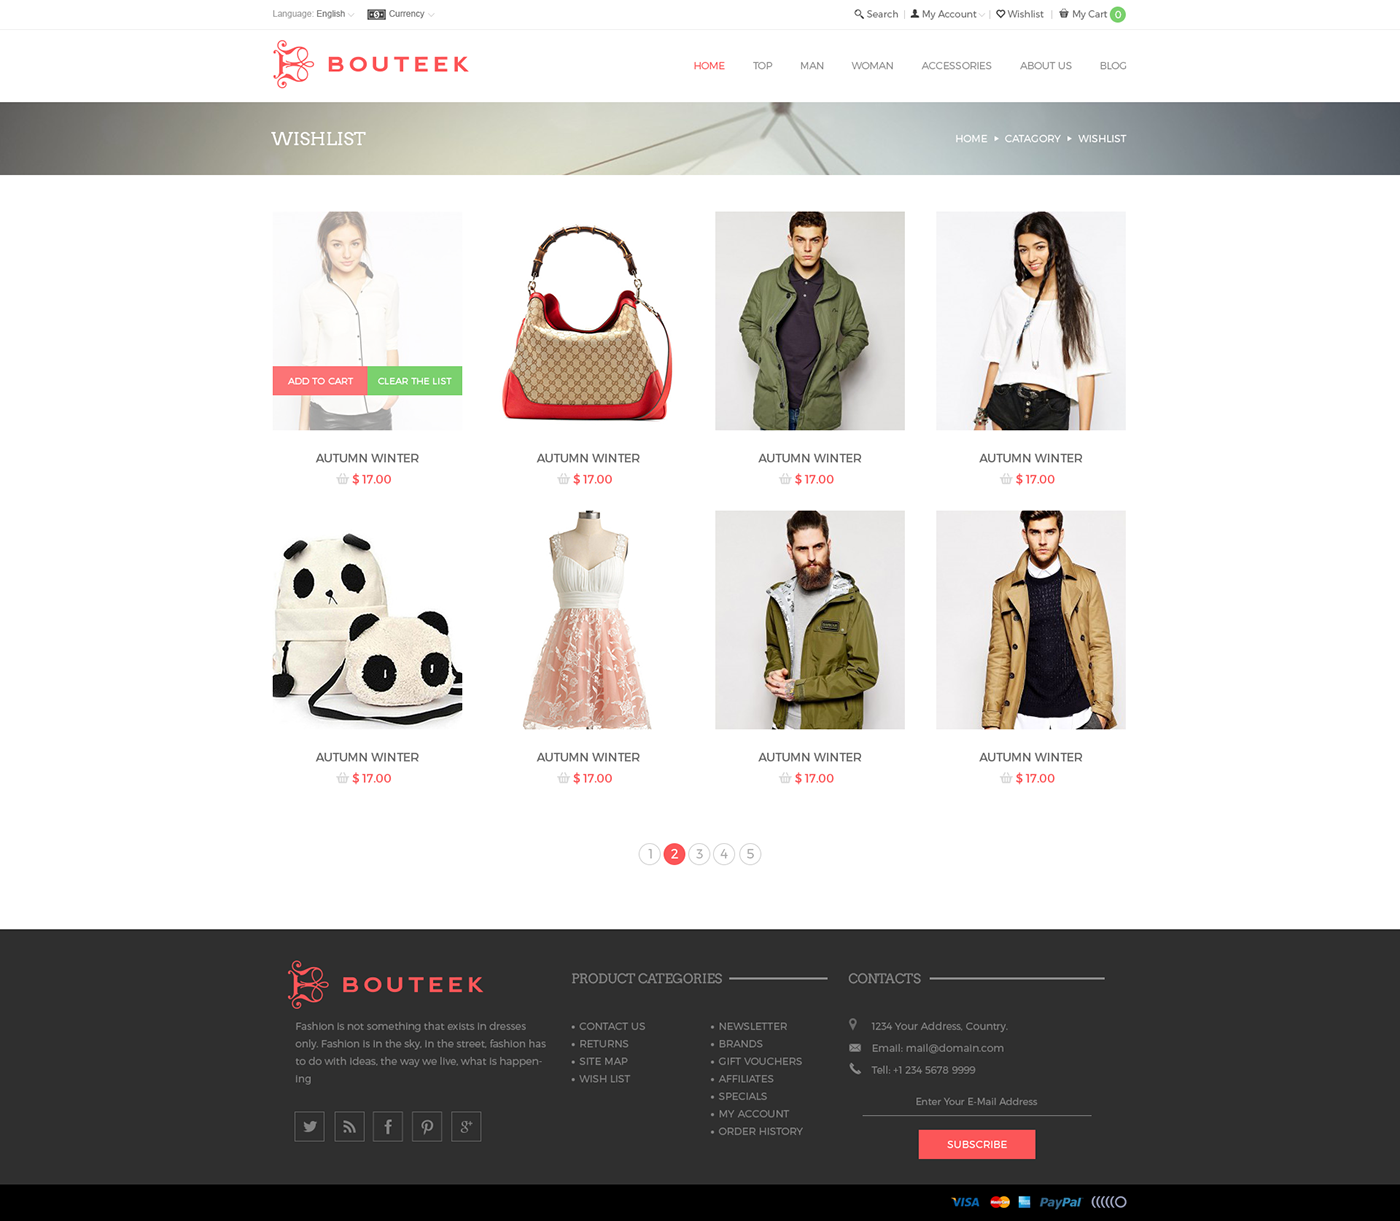 Language: English Currency Search My Account Wishlist My Cart 0
BOUTEEK
HOME TOP MAN WOMAN ACCESSORIES ABOUT US BLOG
WISHLIST
HOME CATAGORY WISHLIST
ADD TO CART CLEAR THE LIST
AUTUMN WINTER AUTUMN WINTER AUTUMN WINTER AUTUMN WINTER
$ 17.00 $ 17.00 $ 17.00 $ 17.00
AUTUMN WINTER AUTUMN WINTER AUTUMN WINTER AUTUMN WINTER
$ 17.00 $ 17.00 $ 17.00 $ 17.00
1 2 3 4 5
BOUTEEK
Fashion is not something that exists in dresses
only. Fashion is in the sky, in the street, fashion has
to do with ideas, the way we live, what is happen-
ing
PRODUCT CATEGORIES
• CONTACT US
• RETURNS
• SITE MAP
• WISH LIST
• NEWSLETTER
• BRANDS
• GIFT VOUCHERS
• AFFILIATES
• SPECIALS
• MY ACCOUNT
• ORDER HISTORY
CONTACTS
1234 Your Address, Country.
Email: mail@domain.com
Tell: +1 234 5678 9999
Enter Your E-Mail Address
SUBSCRIBE
VISA MasterCard PayPal